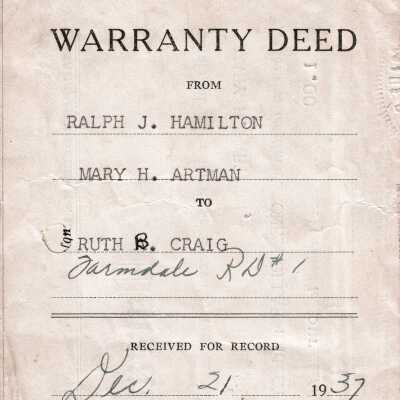 WARRANTY DEED
FROM
RALPH J. HAMILTON
MARY H. ARTMAN
TO
RUTH B. CRAIG
Farmdale RD #1
RECEIVED FOR RECORD
Dec. 21 1937